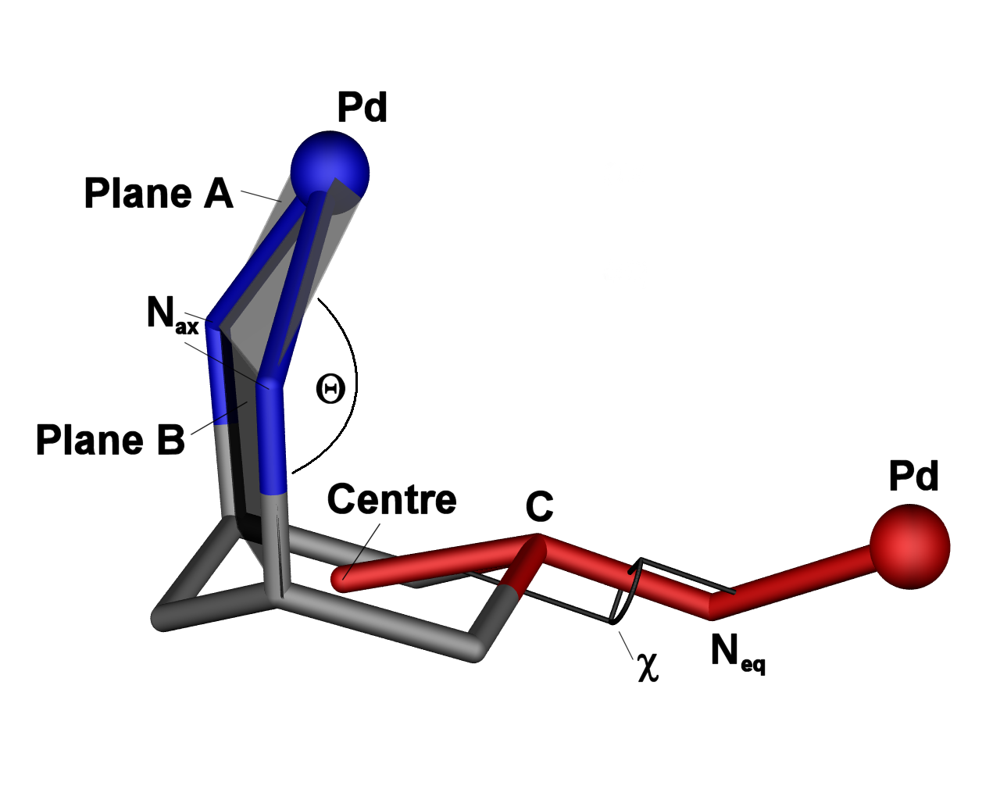 Pd
Plane A
Nax
Θ
Plane B
Centre
C
Pd
Neq
χ